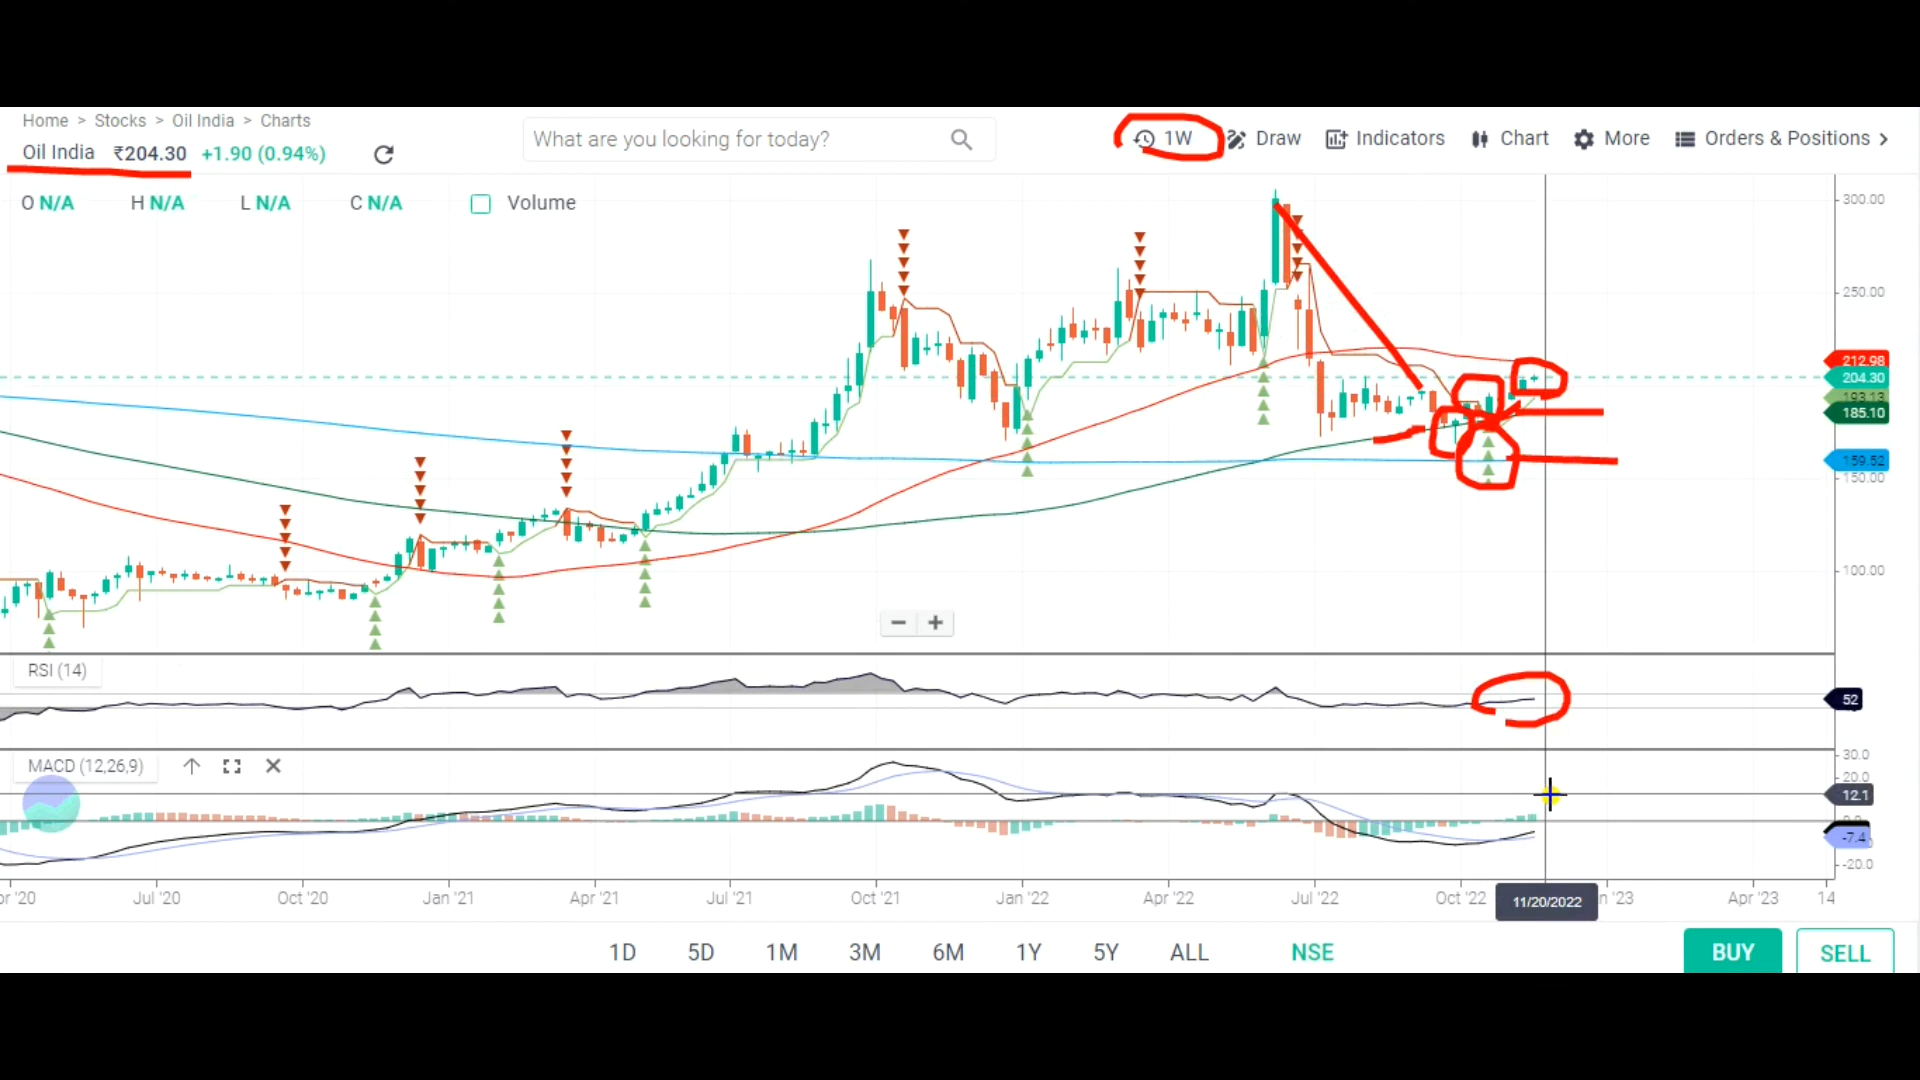 Home > Stocks > Oil India > Charts
Oil India ₹204.30 +1.90 (0.94%)
What are you looking for today?
1W Draw Indicators Chart More Orders & Positions >
O N/A H N/A L N/A C N/A Volume
300.00
250.00
212.98
204.30
193.13
185.10
159.52
150.00
100.00
RSI (14)
52
MACD (12,26,9)
30.0
20.0
12.1
-7.4
-20.0
Jul '20 Oct '20 Jan '21 Apr '21 Jul '21 Oct '21 Jan '22 Apr '22 Jul '22 Oct '22 11/20/2022 n '23 Apr '23 14
1D 5D 1M 3M 6M 1Y 5Y ALL NSE BUY SELL